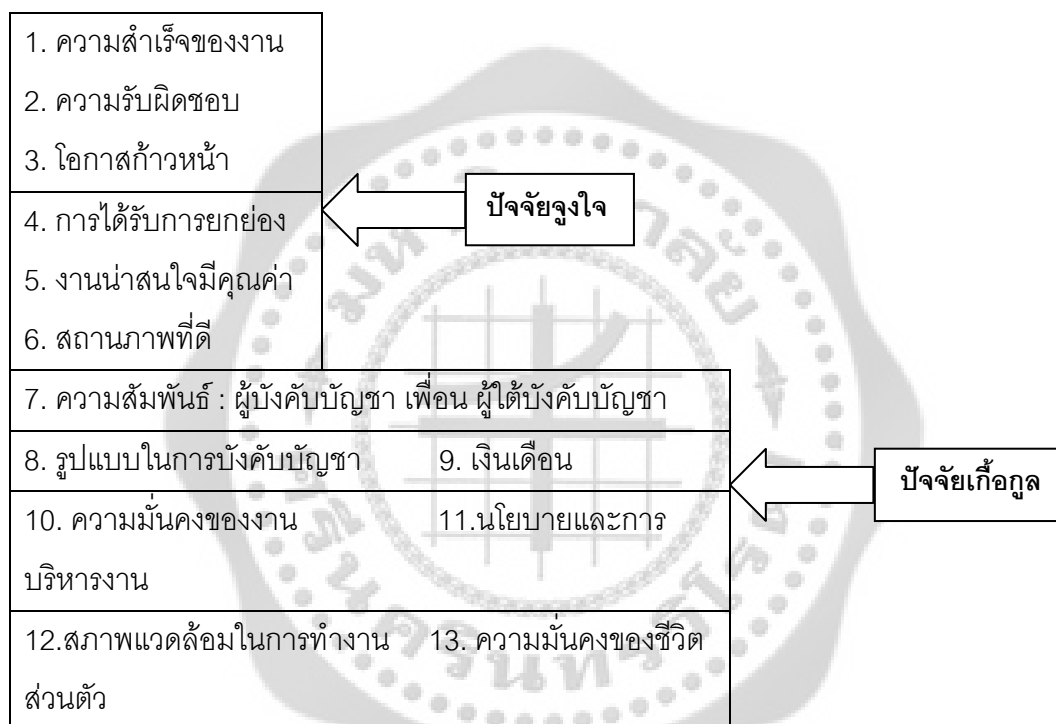 1. ความสำเร็จของงาน
2. ความรับผิดชอบ
3. โอกาสก้าวหน้า
4. การได้รับการยกย่อง
5. งานน่าสนใจมีคุณค่า
6. สถานภาพที่ดี
ปัจจัยจูงใจ
7. ความสัมพันธ์ : ผู้บังคับบัญชา เพื่อน ผู้ใต้บังคับบัญชา
8. รูปแบบในการบังคับบัญชา 9. เงินเดือน
10. ความมั่นคงของงาน 11.นโยบายและการ
บริหารงาน
12.สภาพแวดล้อมในการทำงาน 13. ความมั่นคงของชีวิต
ส่วนตัว
ปัจจัยเกื้อกูล